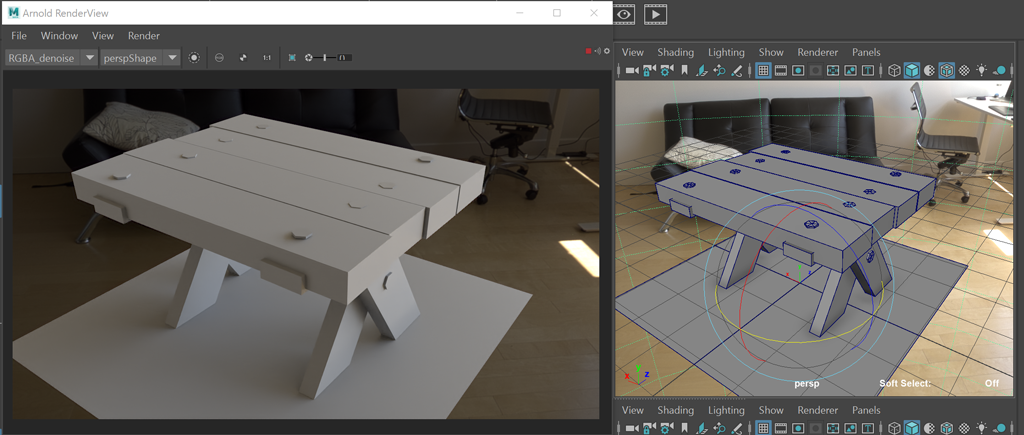 Arnold RenderView
File Window View Render
RGBA_denoise perspShape 1:1
View Shading Lighting Show Renderer Panels
persp Soft Select: Off
X Y Z
View Shading Lighting Show Renderer Panels